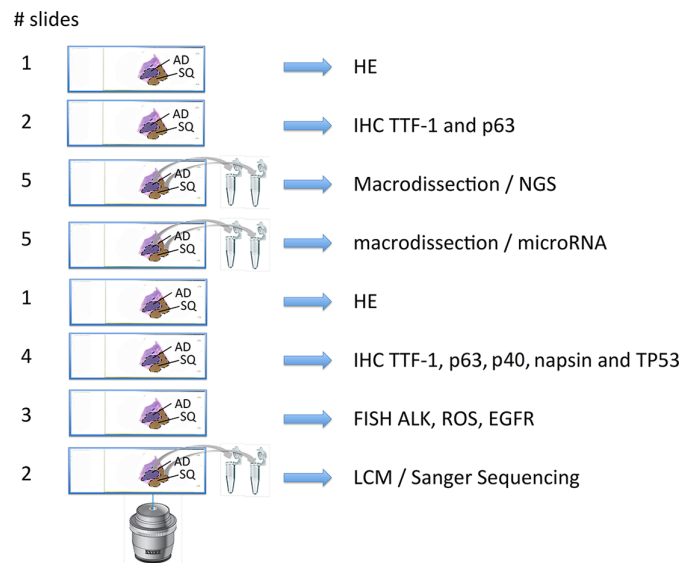 # slides
1 AD SQ HE
2 AD SQ IHC TTF-1 and p63
5 AD SQ Macrodissection / NGS
5 AD SQ macrodissection / microRNA
1 AD SQ HE
4 AD SQ IHC TTF-1, p63, p40, napsin and TP53
3 AD SQ FISH ALK, ROS, EGFR
2 AD SQ LCM / Sanger Sequencing